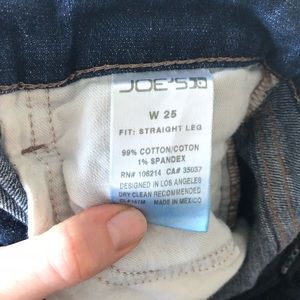 JOE'S
W 25
FIT: STRAIGHT LEG
99% COTTON/COTON
1% SPANDEX
RN# 106214 CA# 35037
DESIGNED IN LOS ANGELES
DRY CLEAN RECOMMENDED
MADE IN MEXICO